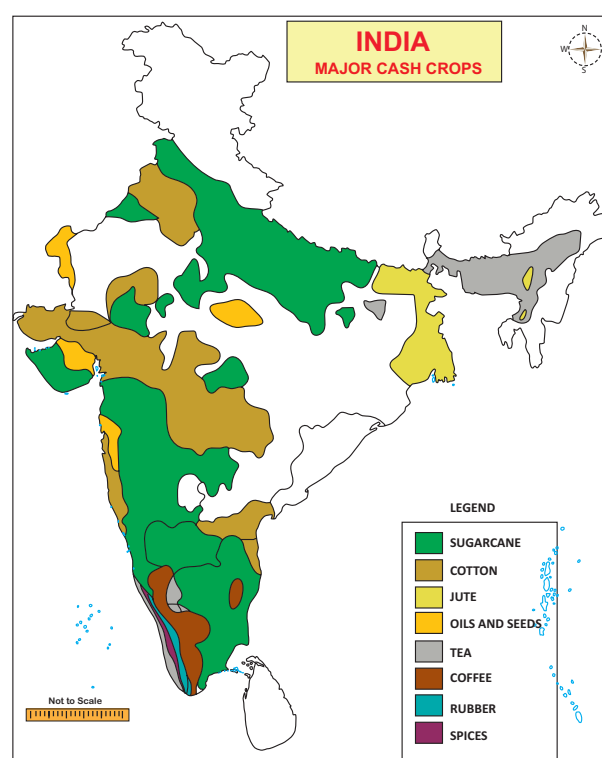 INDIA
MAJOR CASH CROPS
N
W E
S
LEGEND
SUGARCANE
COTTON
JUTE
OILS AND SEEDS
TEA
COFFEE
RUBBER
SPICES
Not to Scale